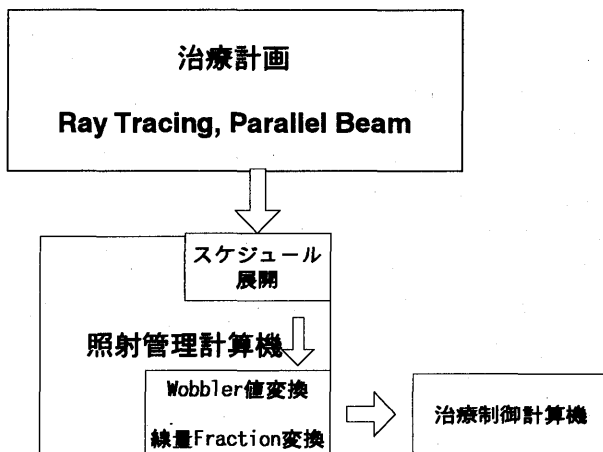 治療計画
Ray Tracing, Parallel Beam
スケジュール
展開
照射管理計算機
Wobbler値変換
線量Fraction変換
治療制御計算機